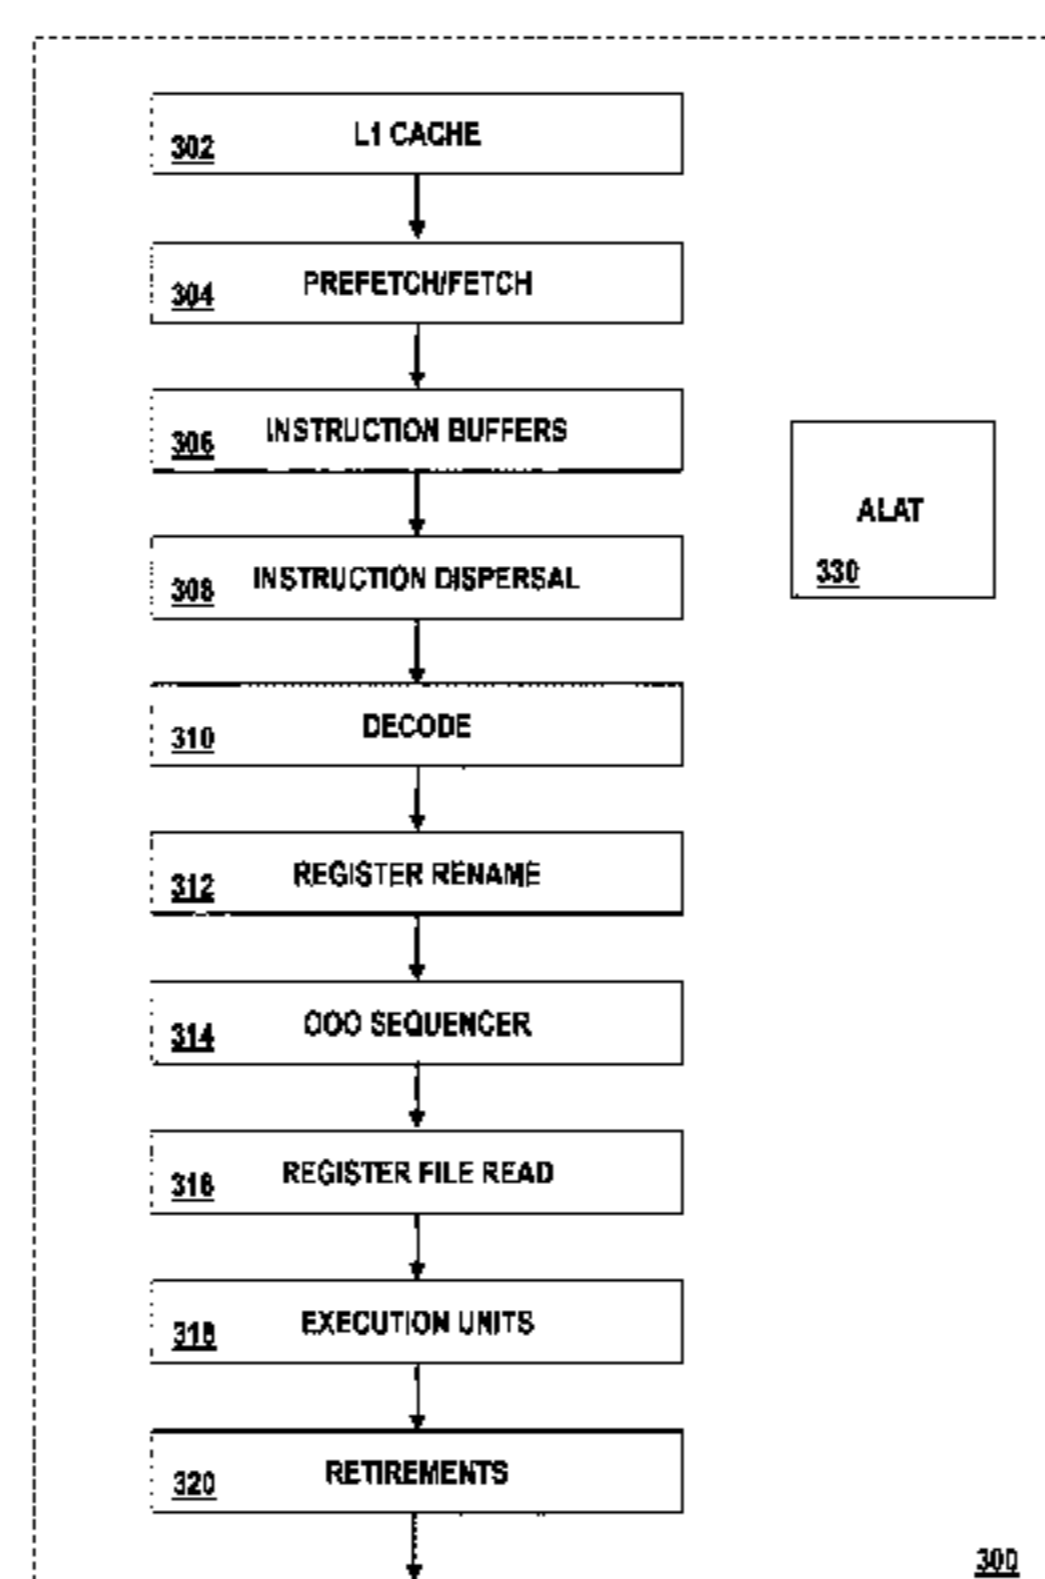 L1 CACHE
302
PREFETCH/FETCH
304
INSTRUCTION BUFFERS
306
ALAT
330
INSTRUCTION DISPERSAL
308
DECODE
310
REGISTER RENAME
312
OOO SEQUENCER
314
REGISTER FILE READ
316
EXECUTION UNITS
318
RETIREMENTS
320
300